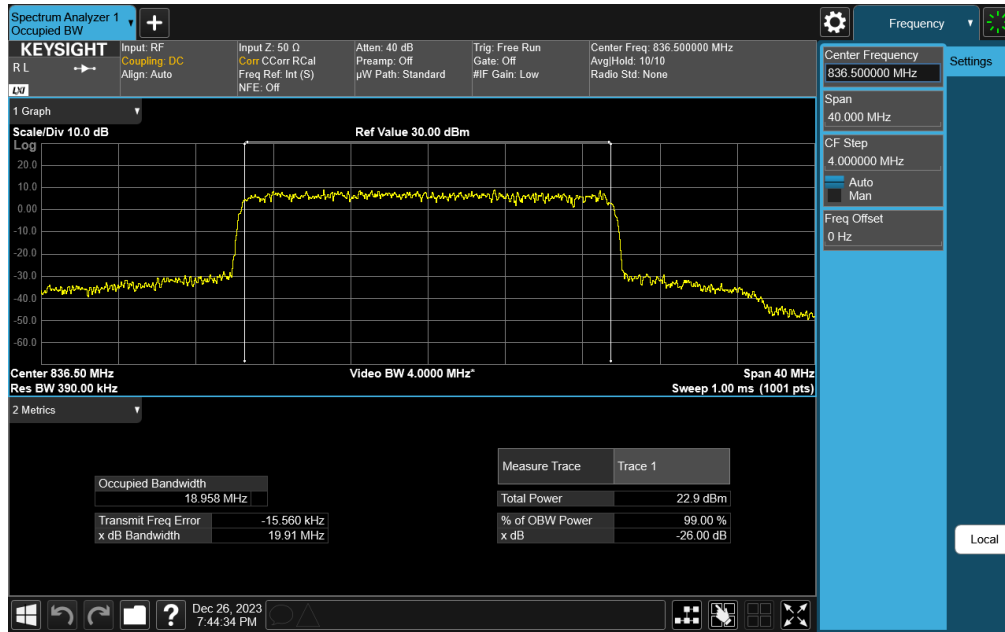 Spectrum Analyzer 1
Occupied BW
Frequency
KEYSIGHT
R L
LXI
Input: RF
Coupling: DC
Align: Auto
Input Z: 50 Ω
Corr CCorr RCal
Freq Ref: Int (S)
NFE: Off
Atten: 40 dB
Preamp: Off
µW Path: Standard
Trig: Free Run
Gate: Off
#IF Gain: Low
Center Freq: 836.500000 MHz
Avg|Hold: 10/10
Radio Std: None
Center Frequency
836.500000 MHz
Settings
Span
40.000 MHz
CF Step
4.000000 MHz
Auto
Man
Freq Offset
0 Hz
1 Graph
Scale/Div 10.0 dB
Ref Value 30.00 dBm
Log
20.0
10.0
0.00
-10.0
-20.0
-30.0
-40.0
-50.0
-60.0
Center 836.50 MHz
Video BW 4.0000 MHz*
Span 40 MHz
Res BW 390.00 kHz
Sweep 1.00 ms (1001 pts)
2 Metrics
Measure Trace
Trace 1
Occupied Bandwidth
18.958 MHz
Total Power
22.9 dBm
Transmit Freq Error
-15.560 kHz
% of OBW Power
99.00 %
x dB Bandwidth
19.91 MHz
x dB
-26.00 dB
Local
?
Dec 26, 2023
7:44:34 PM